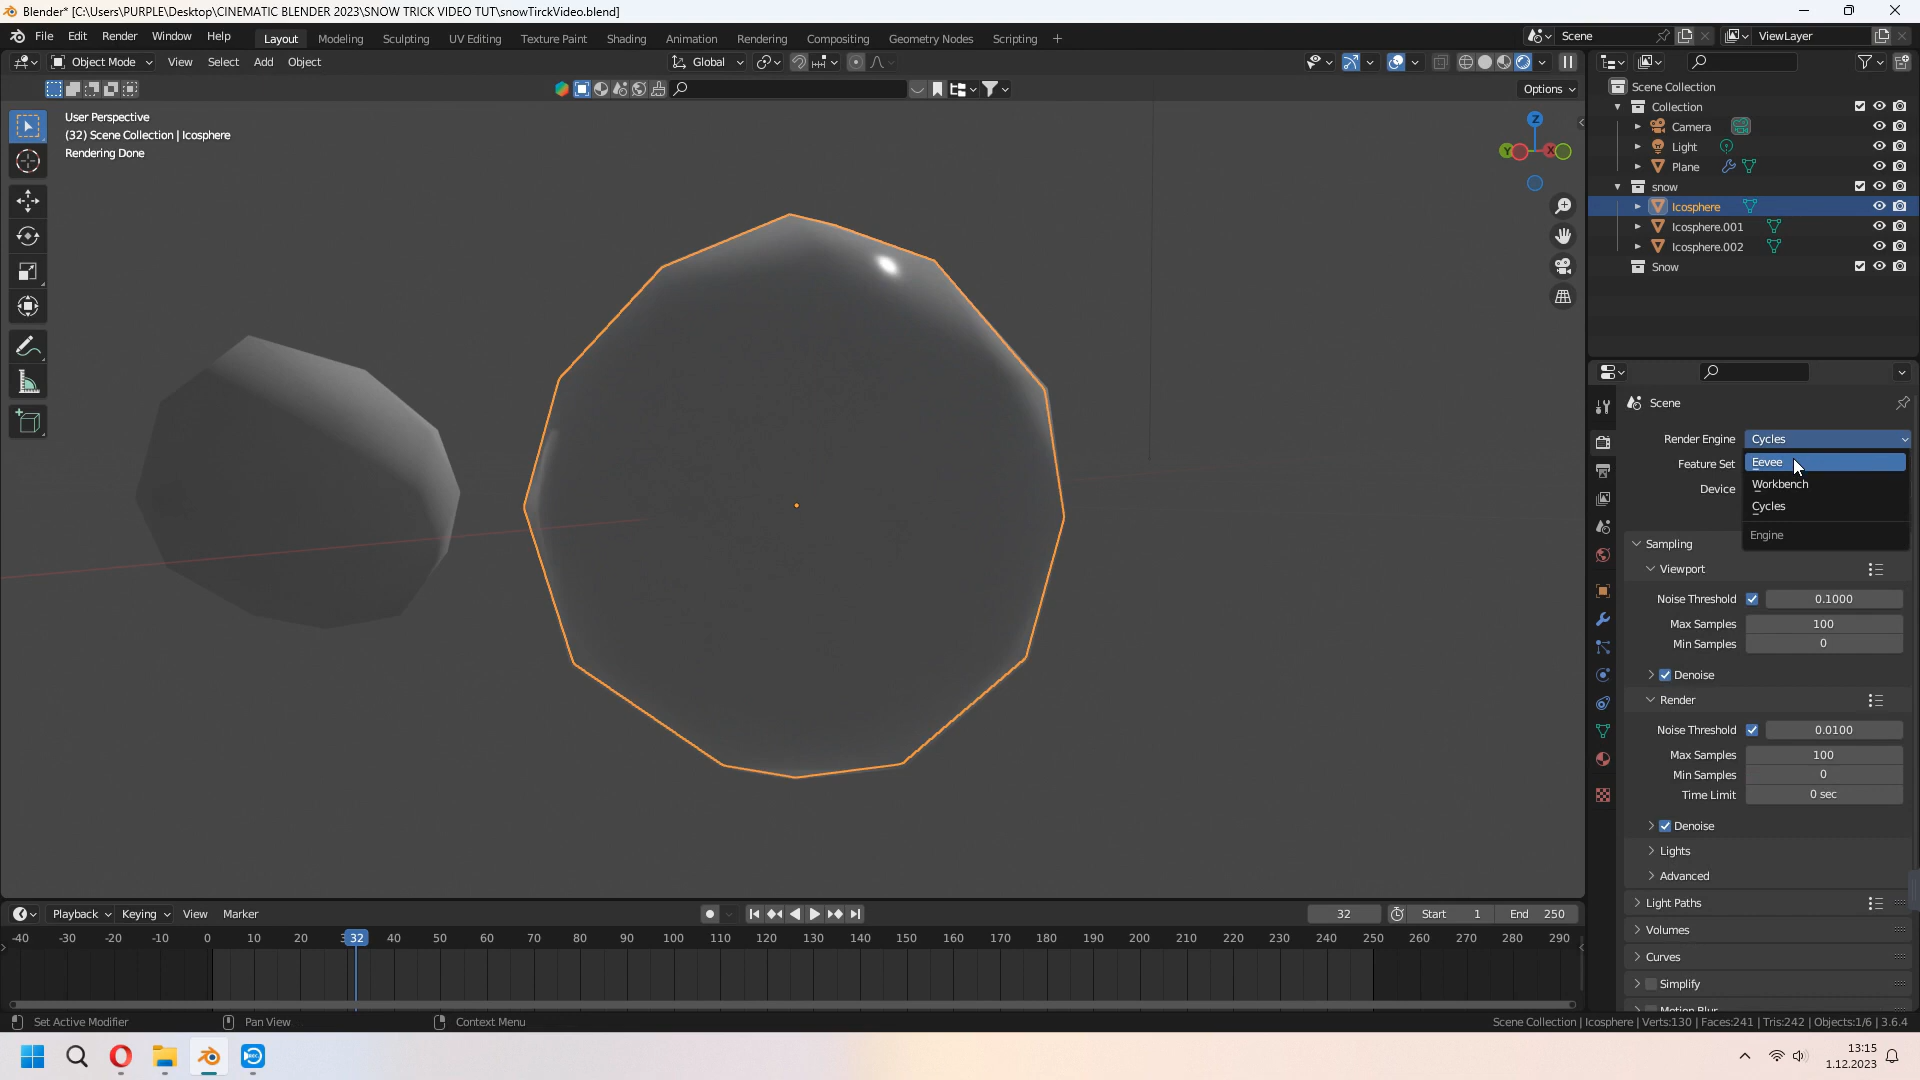 Blender* [C:\Users\PURPLE\Desktop\CINEMATIC BLENDER 2023\SNOW TRICK VIDEO TUT\snowTirckVideo.blend]
File Edit Render Window Help Layout Modeling Sculpting UV Editing Texture Paint Shading Animation Rendering Compositing Geometry Nodes Scripting + Scene ViewLayer
Object Mode View Select Add Object Global
Options
User Perspective
(32) Scene Collection | Icosphere
Rendering Done
Z
Y X
Scene Collection
Collection
Camera
Light
Plane
snow
Icosphere
Icosphere.001
Icosphere.002
Snow
Scene
Render Engine Cycles
Feature Set Eevee
Workbench
Device
Cycles
Engine
Sampling
Viewport
Noise Threshold 0.1000
Max Samples 100
Min Samples 0
Denoise
Render
Noise Threshold 0.0100
Max Samples 100
Min Samples 0
Time Limit 0 sec
Denoise
Lights
Advanced
Light Paths
Volumes
Curves
Simplify
Motion Blur
Playback Keying View Marker 32 Start 1 End 250
-40 -30 -20 -10 0 10 20 32 40 50 60 70 80 90 100 110 120 130 140 150 160 170 180 190 200 210 220 230 240 250 260 270 280 290
Set Active Modifier Pan View Context Menu Scene Collection | Icosphere | Verts:130 | Faces:241 | Tris:242 | Objects:1/6 | 3.6.4
13:15
1.12.2023